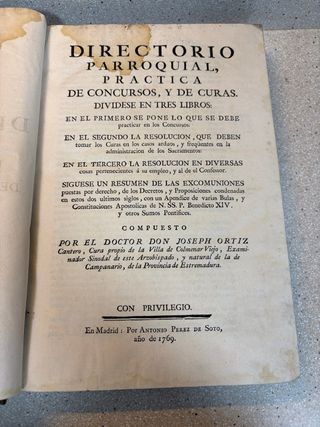 DIRECTORIO
PARROQUIAL,
PRACTICA
DE CONCURSOS, Y DE CURAS.
DIVIDESE EN TRES LIBROS:
EN EL PRIMERO SE PONE LO QUE SE DEBE
practicar en los Concursos:
EN EL SEGUNDO LA RESOLUCION, QUE DEBEN
tomar los Curas en los casos arduos, y freqüentes en la
administracion de los Sacramentos:
EN EL TERCERO LA RESOLUCION EN DIVERSAS
cosas pertenecientes á su empleo, y al de el Confesor.
SIGUESE UN RESUMEN DE LAS EXCOMUNIONES
puestas por derecho, de los Decretos, y Proposiciones condenadas
en estos dos ultimos siglos, con un Apendice de varias Bulas, y
Constituciones Apostolicas de N. SS. P. Benedicto XIV.
y otros Sumos Pontifices.
COMPUESTO
POR EL DOCTOR DON JOSEPH ORTIZ
Cantero, Cura propio de la Villa de Colmenar Viejo, Exami-
nador Sinodal de este Arzobispado, y natural de la de
Campanario, de la Provincia de Estremadura.
CON PRIVILEGIO.
En Madrid: Por ANTONIO PEREZ DE SOTO,
año de 1769.